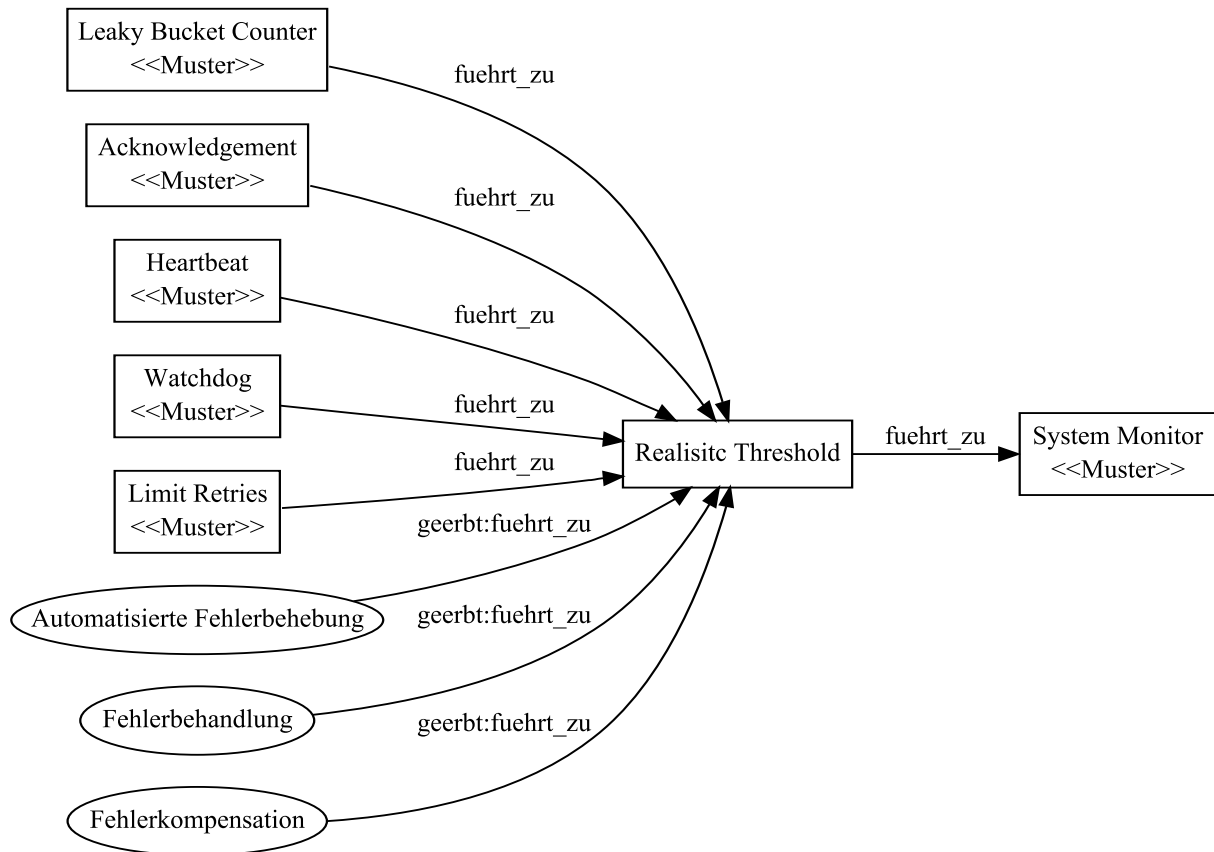 Leaky Bucket Counter
<<Muster>>
fuehrt_zu
Acknowledgement
<<Muster>>
fuehrt_zu
Heartbeat
<<Muster>>
fuehrt_zu
Watchdog
<<Muster>>
fuehrt_zu
Limit Retries
<<Muster>>
fuehrt_zu
Automatisierte Fehlerbehebung
geerbt:fuehrt_zu
Fehlerbehandlung
geerbt:fuehrt_zu
Fehlerkompensation
geerbt:fuehrt_zu
Realisitc Threshold
fuehrt_zu
System Monitor
<<Muster>>